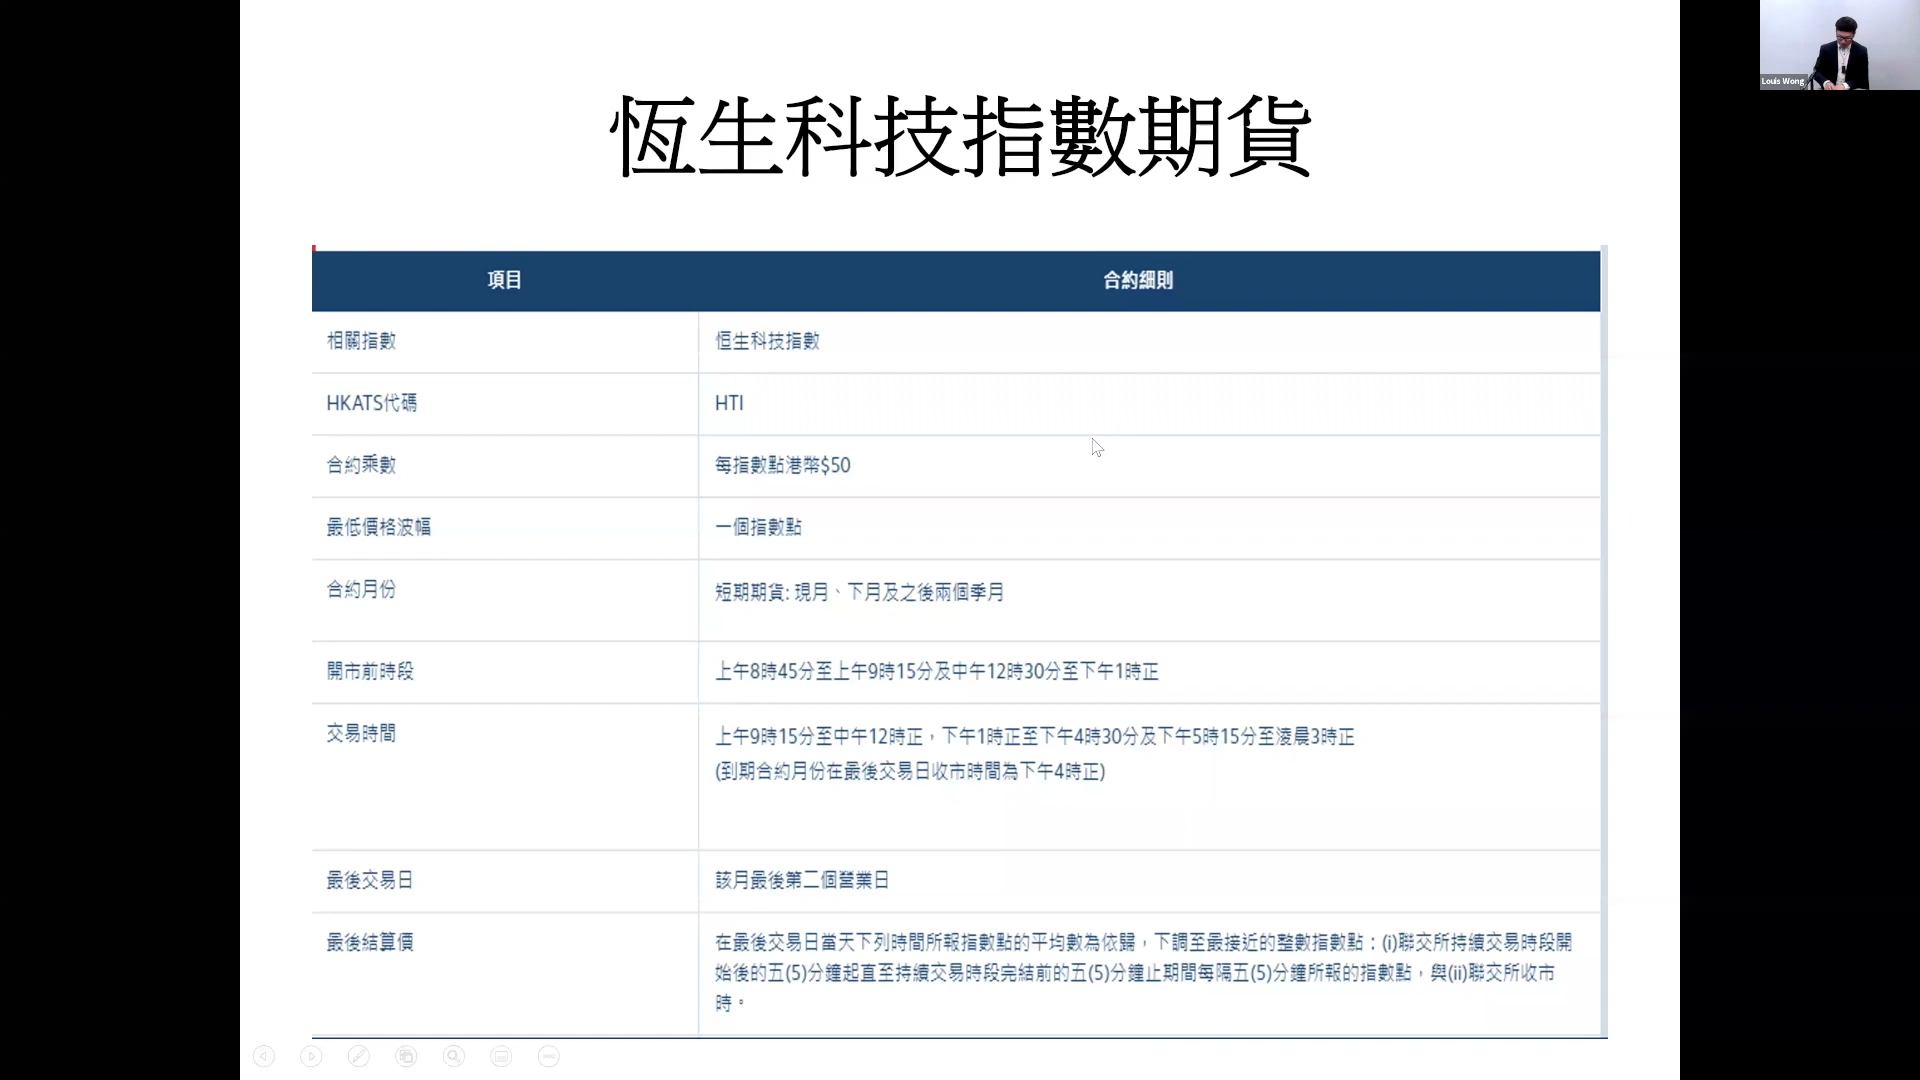 Louis Wong
恆生科技指數期貨
項目 合約細則
相關指數 恒生科技指數
HKATS代碼 HTI
合約乘數 每指數點港幣$50
最低價格波幅 一個指數點
合約月份 短期期貨: 現月、下月及之後兩個季月
開市前時段 上午8時45分至上午9時15分及中午12時30分至下午1時正
交易時間 上午9時15分至中午12時正，下午1時正至下午4時30分及下午5時15分至淩晨3時正
(到期合約月份在最後交易日收市時間為下午4時正)
最後交易日 該月最後第二個營業日
最後結算價 在最後交易日當天下列時間所報指數點的平均數為依歸，下調至最接近的整數指數點：(i)聯交所持續交易時段開
始後的五(5)分鐘起直至持續交易時段完結前的五(5)分鐘止期間每隔五(5)分鐘所報的指數點，與(ii)聯交所收市
時。